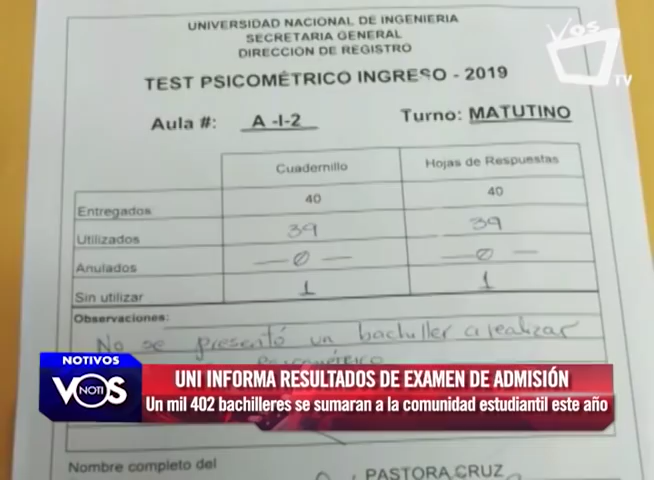 UNIVERSIDAD NACIONAL DE INGENIERIA
SECRETARIA GENERAL
DIRECCION DE REGISTRO
VOS TV
TEST PSICOMÉTRICO INGRESO - 2019
Aula #: A -I-2 Turno: MATUTINO
Cuadernillo Hojas de Respuestas
Entregados 40 40
Utilizados 39 39
Anulados — 0 — — 0 —
Sin utilizar 1 1
Observaciones:
No se presentó un bachiller a realizar
Psicométrico
NOTIVOS
VOS NOTI
UNI INFORMA RESULTADOS DE EXAMEN DE ADMISIÓN
Un mil 402 bachilleres se sumaran a la comunidad estudiantil este año
Nombre completo del
PASTORA CRUZ